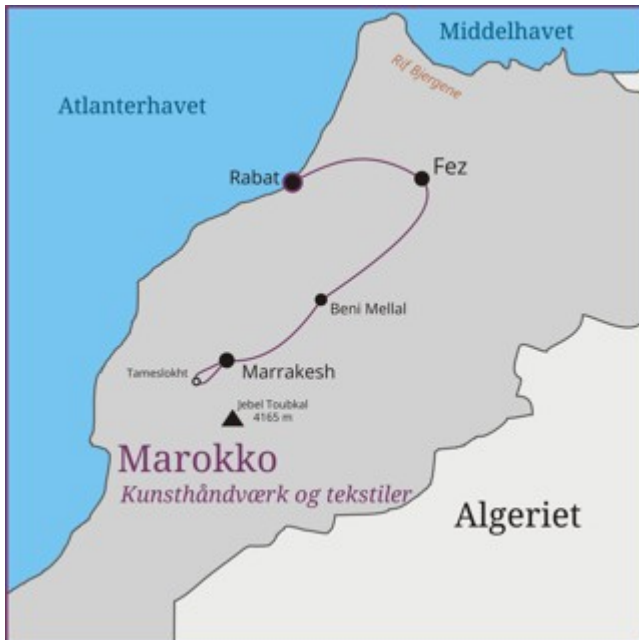 Middelhavet
Rif Bjergene
Atlanterhavet
Rabat
Fez
Beni Mellal
Tameslokht
Marrakesh
Jebel Toubkal
4165 m
Marokko
Kunsthåndværk og tekstiler
Algeriet